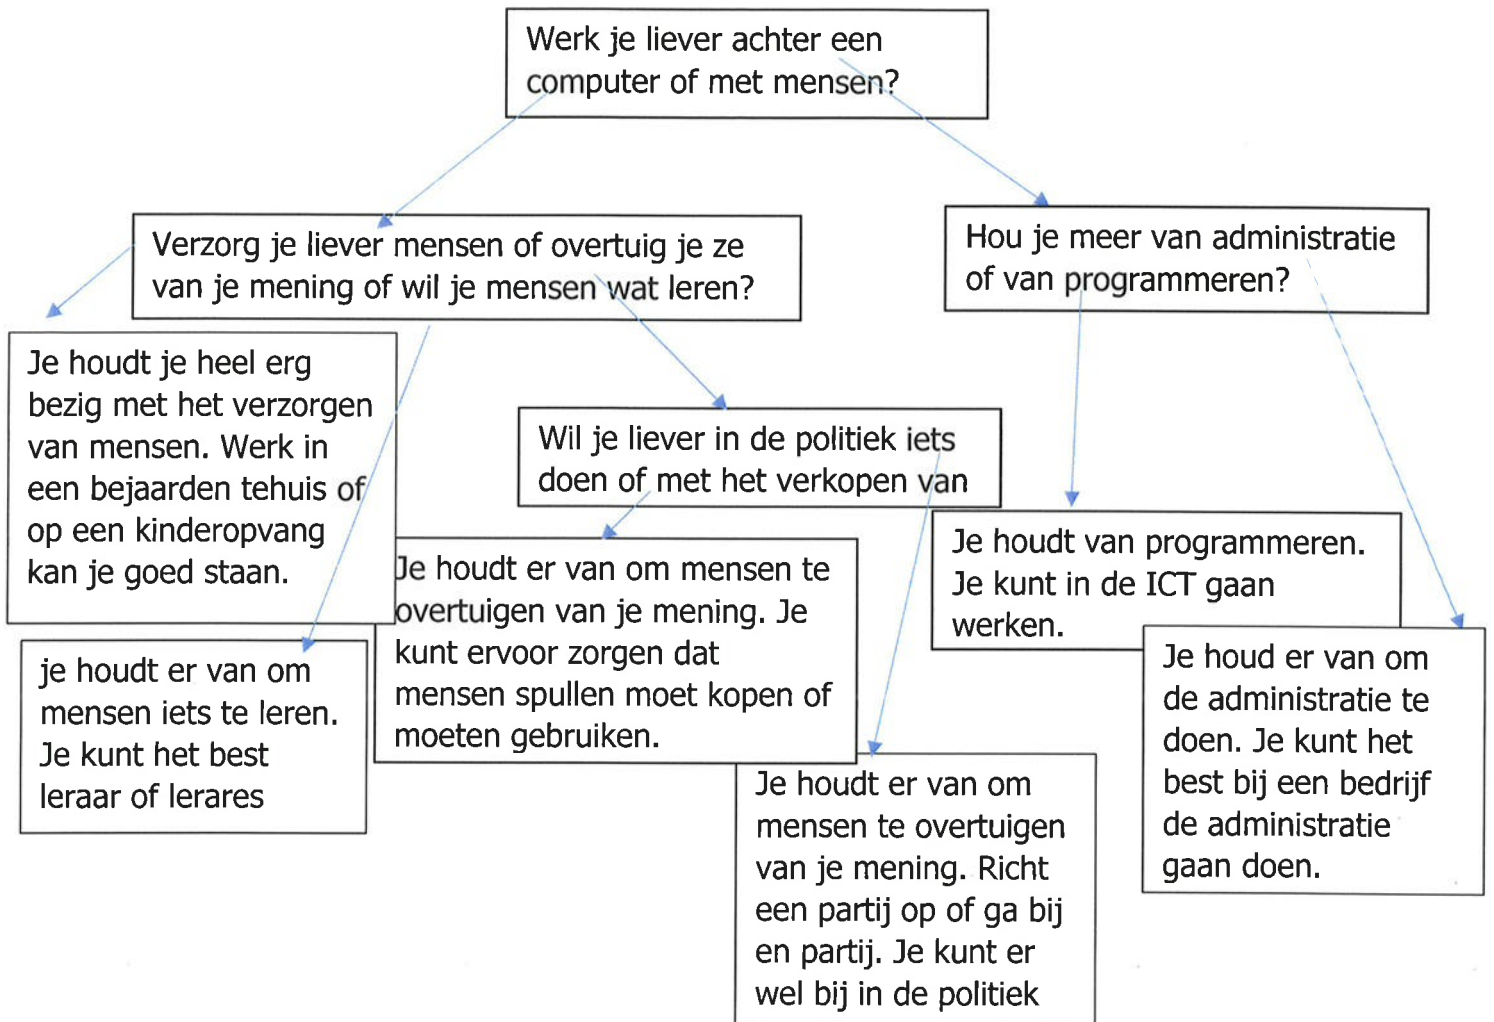 Werk je liever achter een
computer of met mensen?
Verzorg je liever mensen of overtuig je ze
van je mening of wil je mensen wat leren?
Hou je meer van administratie
of van programmeren?
Je houdt je heel erg
bezig met het verzorgen
van mensen. Werk in
een bejaarden tehuis of
op een kinderopvang
kan je goed staan.
Wil je liever in de politiek iets
doen of met het verkopen van
Je houdt van programmeren.
Je kunt in de ICT gaan
werken.
Je houdt er van om mensen te
overtuigen van je mening. Je
kunt ervoor zorgen dat
mensen spullen moet kopen of
moeten gebruiken.
je houdt er van om
mensen iets te leren.
Je kunt het best
leraar of lerares
Je houd er van om
de administratie te
doen. Je kunt het
best bij een bedrijf
de administratie
gaan doen.
Je houdt er van om
mensen te overtuigen
van je mening. Richt
een partij op of ga bij
en partij. Je kunt er
wel bij in de politiek